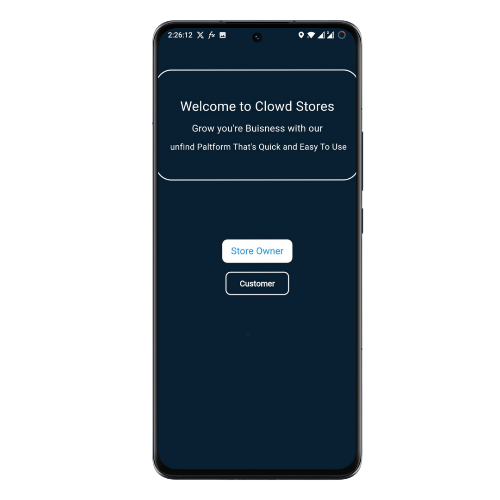 2:26:12
Welcome to Clowd Stores
Grow you're Buisness with our
unfind Paltform That's Quick and Easy To Use
Store Owner
Customer